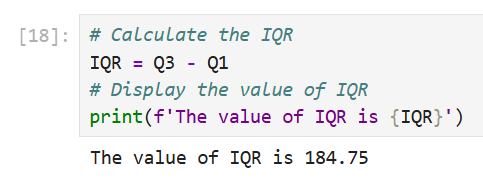 [18]: # Calculate the IQR
IQR = Q3 - Q1
# Display the value of IQR
print(f'The value of IQR is {IQR}')
The value of IQR is 184.75